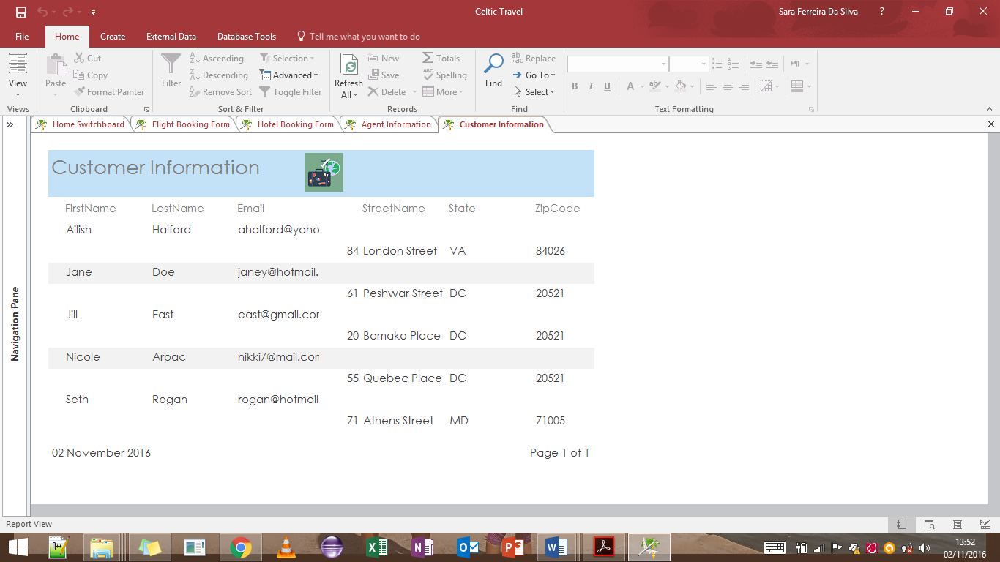 Celtic Travel
Sara Ferreira Da Silva ?
File Home Create External Data Database Tools Tell me what you want to do
View
Paste
Cut
Copy
Format Painter
Filter
Ascending
Descending
Remove Sort
Selection
Advanced
Toggle Filter
Refresh
All
New
Save
Delete
Totals
Spelling
More
Find
Replace
Go To
Select
B I U A
Views Clipboard Sort & Filter Records Find Text Formatting
Home Switchboard Flight Booking Form Hotel Booking Form Agent Information Customer Information
Navigation Pane
Customer Information
FirstName LastName Email StreetName State ZipCode
Ailish Halford ahalford@yaho
84 London Street VA 84026
Jane Doe janey@hotmail.
61 Peshwar Street DC 20521
Jill East east@gmail.cor
20 Bamako Place DC 20521
Nicole Arpac nikki7@mail.cor
55 Quebec Place DC 20521
Seth Rogan rogan@hotmail
71 Athens Street MD 71005
02 November 2016 Page 1 of 1
Report View
13:52
02/11/2016